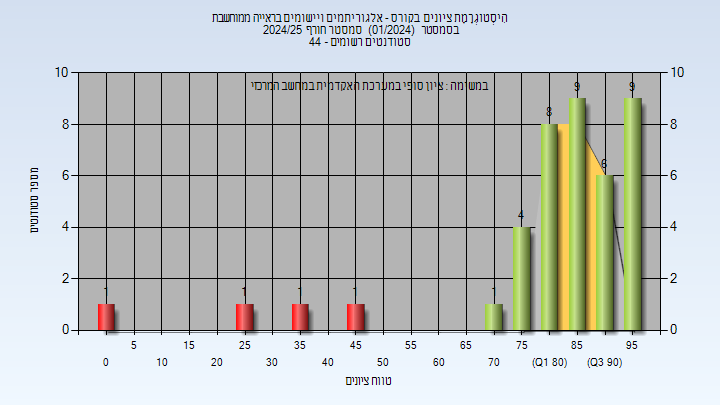 היסטוגרמת ציונים בקורס - אלגוריתמים ויישומים בראייה ממוחשבת
בסמסטר (01/2024) סמסטר חורף 2024/25
סטודנטים רשומים - 44
במשימה : ציון סופי במערכת האקדמית במחשב המרכזי
מספר סטודנטים
10 10
8 8
6 6
4 4
2 2
0 0
1 1 1 1 1 4 8 9 6 9
5 15 25 35 45 55 65 75 85 95
0 10 20 30 40 50 60 70 (Q1 80) (Q3 90)
טווח ציונים